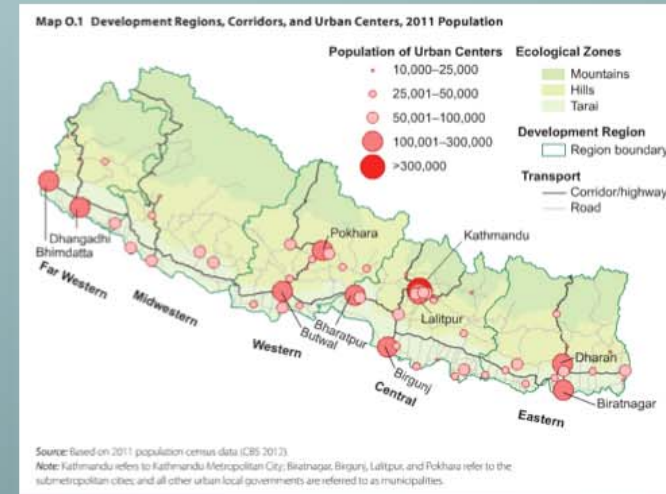 Map O.1 Development Regions, Corridors, and Urban Centers, 2011 Population
Population of Urban Centers
10,000–25,000
25,001–50,000
50,001–100,000
100,001–300,000
>300,000
Ecological Zones
Mountains
Hills
Tarai
Development Region
Region boundary
Transport
Corridor/highway
Road
Pokhara
Kathmandu
Dhangadhi
Bhimdatta
Far Western
Midwestern
Lalitpur
Bharatpur
Butwal
Western
Birgunj
Central
Dharan
Biratnagar
Eastern
Source: Based on 2011 population census data (CBS 2012).
Note: Kathmandu refers to Kathmandu Metropolitan City; Biratnagar, Birgunj, Lalitpur, and Pokhara refer to the
submetropolitan cities; and all other urban local governments are referred to as municipalities.